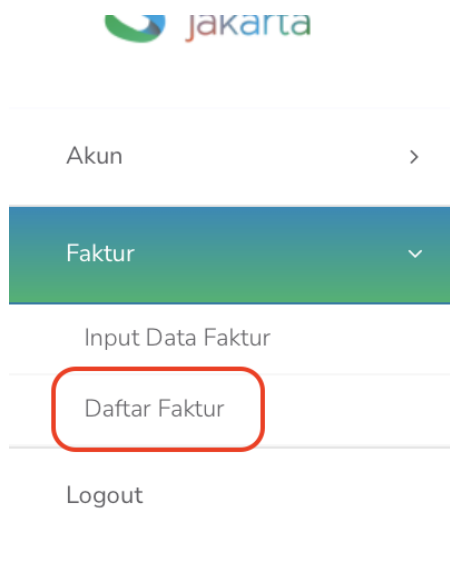 jakarta
Akun
Faktur
Input Data Faktur
Daftar Faktur
Logout